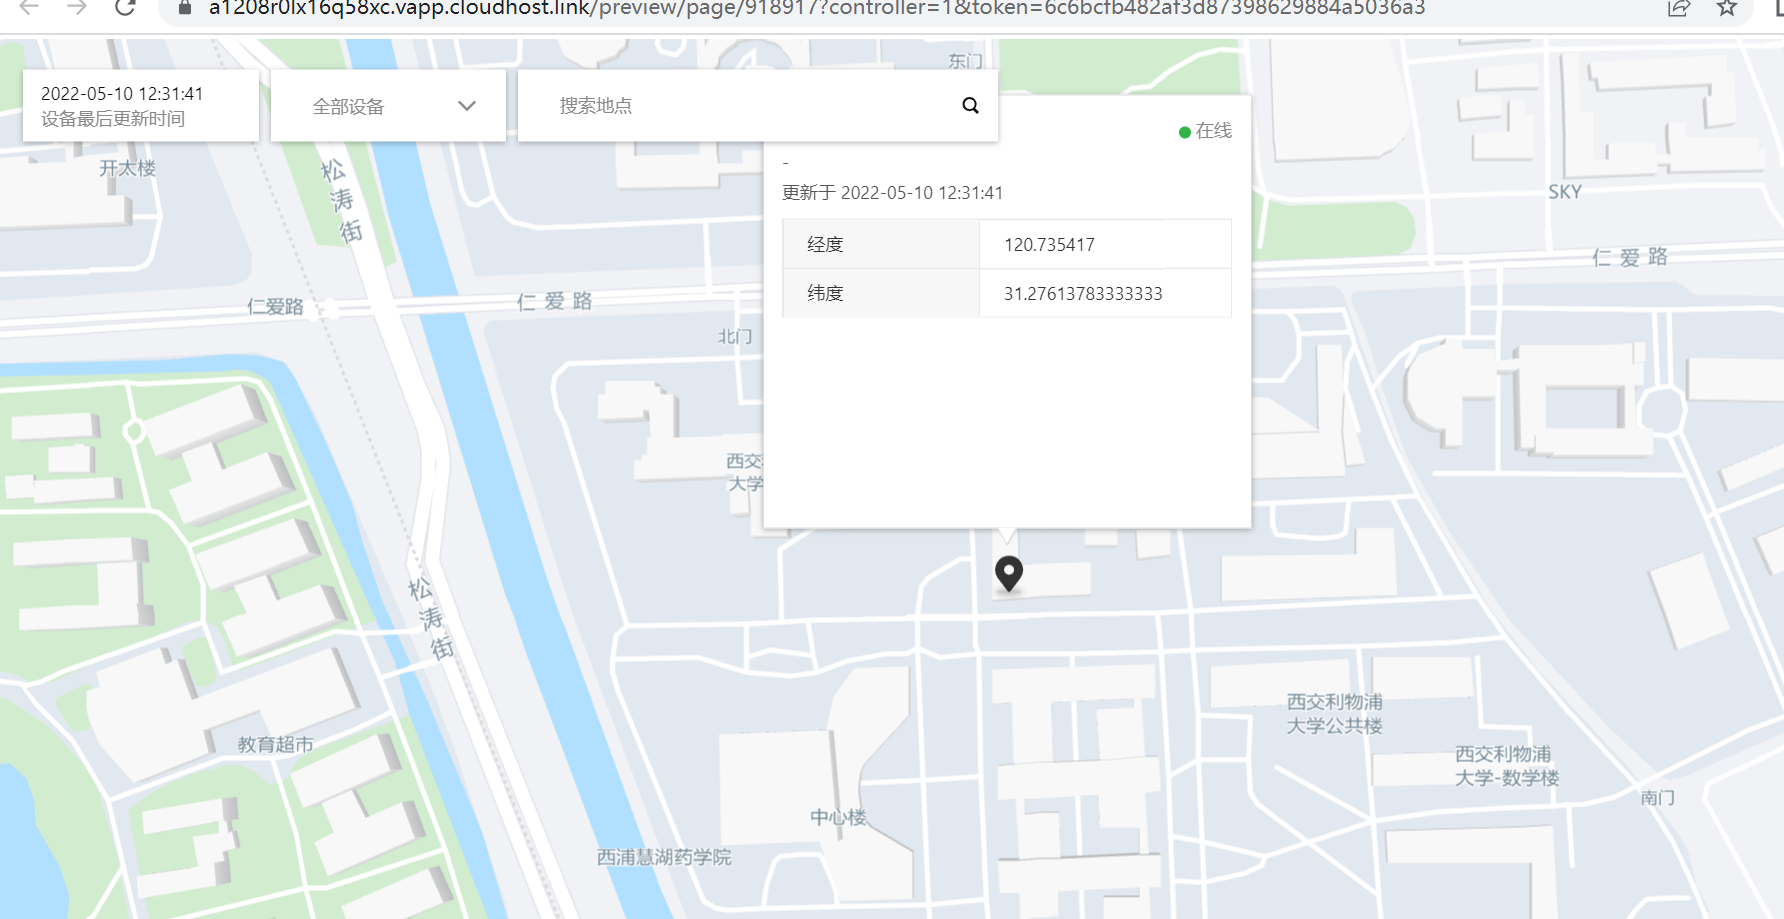 a1208r0lx16q58xc.vapp.cloudhost.link/preview/page/918917?controller=1&token=6c6bcfb482af3d87398629884a5036a3
东门
2022-05-10 12:31:41
设备最后更新时间
全部设备
搜索地点
在线
开太楼
松涛街
-
更新于 2022-05-10 12:31:41
SKY
经度 120.735417
纬度 31.27613783333333
仁爱路
仁爱路
仁爱路
北门
西交
大学
松涛街
西交利物浦
大学公共楼
教育超市
西交利物浦
大学-数学楼
南门
中心楼
西浦慧湖药学院